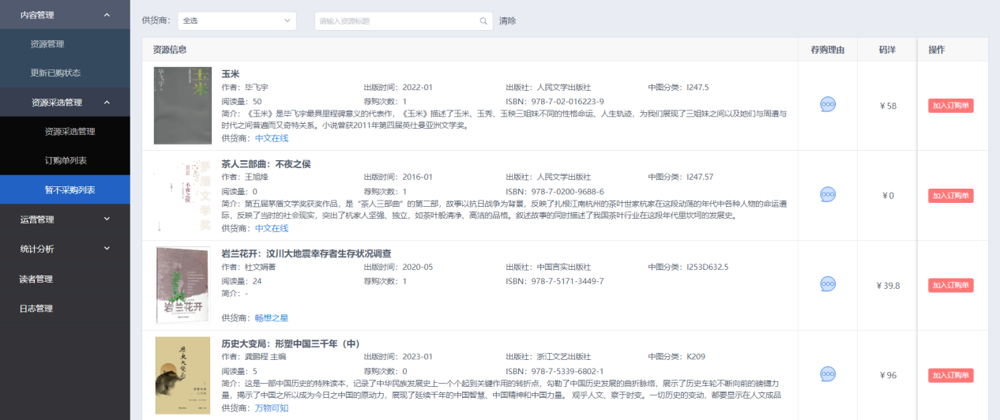 内容管理
资源管理
更新已购状态
资源采选管理
资源采选管理
订购单列表
暂不采购列表
运营管理
统计分析
读者管理
日志管理
供货商： 全选 请输入资源标题 清除
资源信息 荐购理由 码洋 操作
玉米
作者：毕飞宇 出版时间：2022-01 出版社：人民文学出版社 中图分类：I247.5
阅读量：50 荐购次数：1 ISBN：978-7-02-016223-9
简介：《玉米》是毕飞宇最具里程碑意义的代表作，《玉米》描述了玉米、玉秀、玉秧三姐妹不同的性格命运、人生轨迹，为我们展现了三姐妹之间以及她们与周遭与
时代之间普遍而又奇特关系。小说曾获2011年第四届英仕曼亚洲文学奖。
供货商：中文在线
¥ 58 加入订购单
毕飞宇
玉米
茶人三部曲：不夜之侯
作者：王旭烽 出版时间：2016-01 出版社：人民文学出版社 中图分类：I247.57
阅读量：0 荐购次数：1 ISBN：978-7-0200-9688-6
简介：第五届茅盾文学奖获奖作品，是“茶人三部曲”的第二部，故事以抗日战争为背景，反映了扎根江南杭州的茶叶世家杭家在这段动荡的年代中各种人物的命运遭
际，反映了当时的社会现实，突出了杭家人坚强、独立，如茶叶般清净、高洁的品格。叙述故事的同时描述了我国茶叶行业在这段年代里坎坷的发展史。
供货商：中文在线
¥ 0 加入订购单
不夜之侯
茅盾文学奖
岩兰花开：汶川大地震幸存者生存状况调查
作者：杜文娟著 出版时间：2020-05 出版社：中国言实出版社 中图分类：I253D632.5
阅读量：24 荐购次数：1 ISBN：978-7-5171-3449-7
简介：-
供货商：畅想之星
¥ 39.8 加入订购单
岩兰花开
历史大变局：形塑中国三千年（中）
作者：龚鹏程 主编 出版时间：2023-01 出版社：浙江文艺出版社 中图分类：K209
阅读量：5 荐购次数：0 ISBN：978-7-5339-6802-1
简介：这是一部中国历史的特殊读本，记录了中华民族发展史上一个个起到关键作用的转折点，勾勒了中国历史发展的曲折脉络，展示了历史车轮不断向前的磅礴力
量，揭示了中国之所以成为今日之中国的原动力，展现了延续千年的中国智慧、中国精神和中国力量。 观乎人文、察于时变。一切历史的变动，都要显示在人文成品
供货商：万物可知
¥ 96 加入订购单
历史大变局